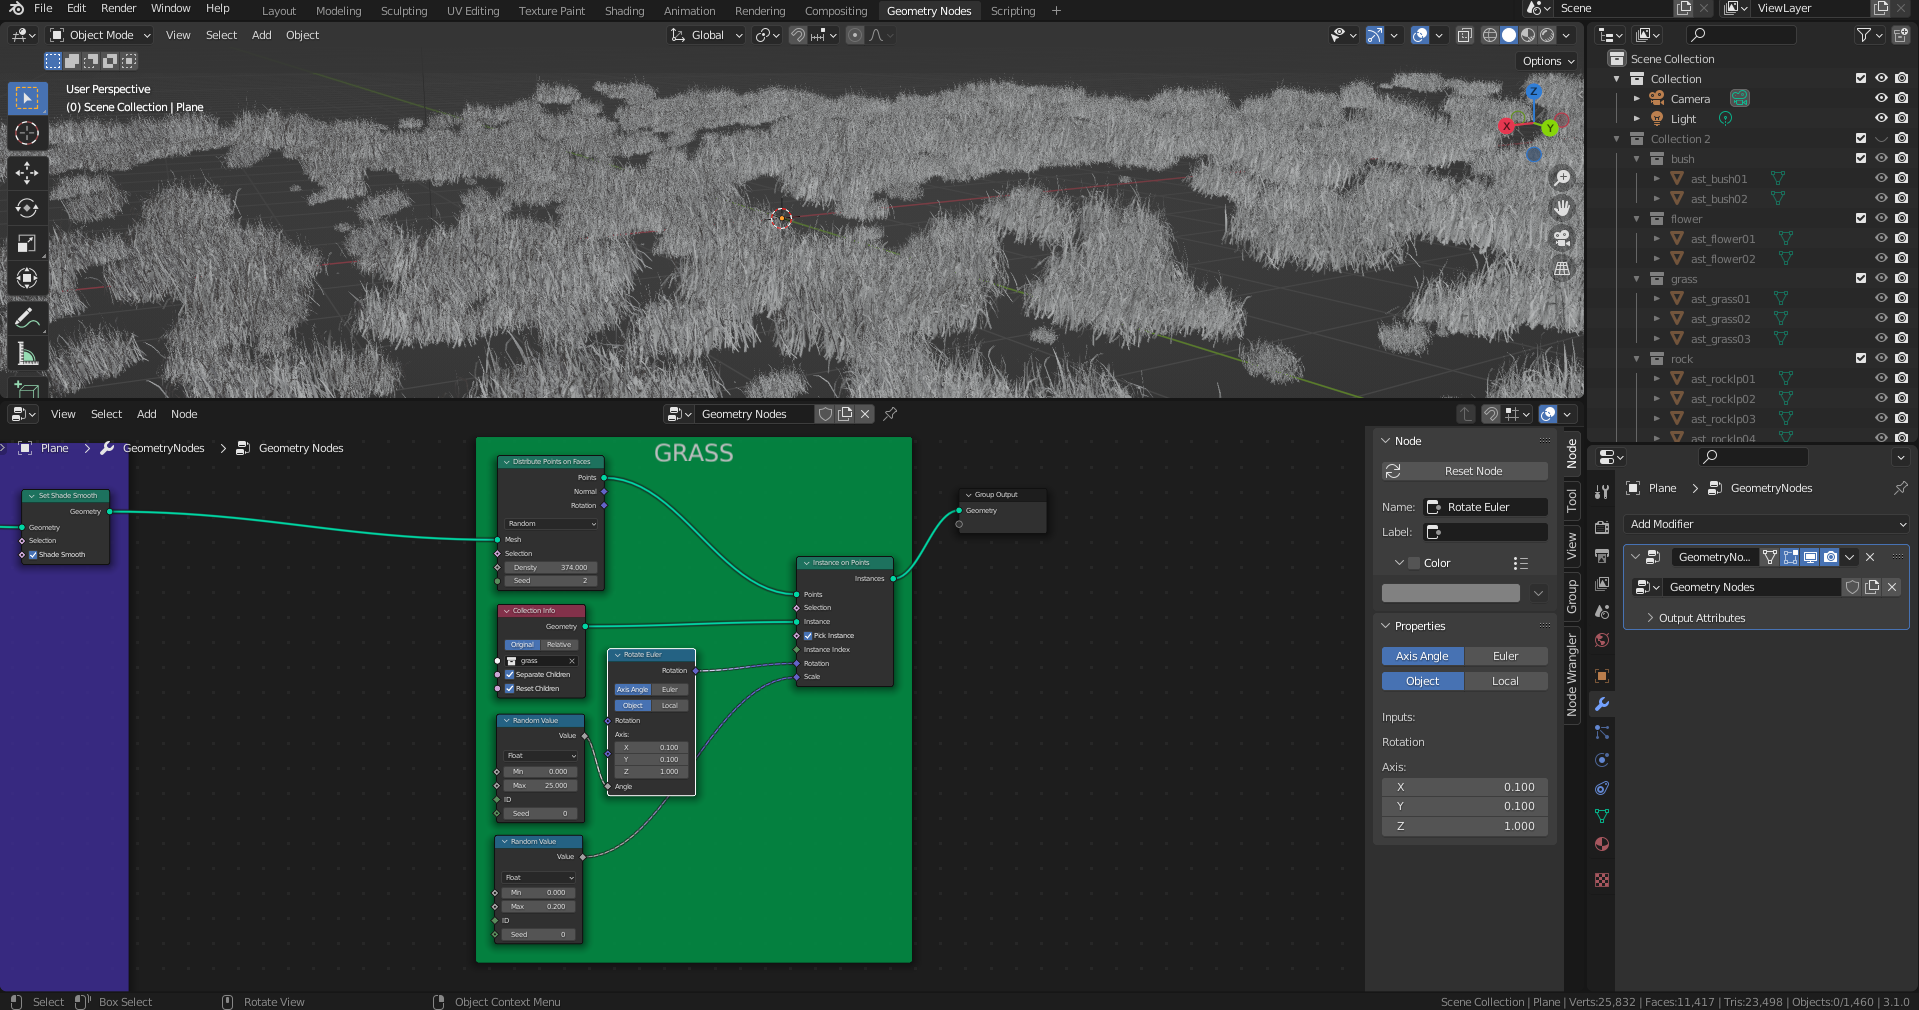 File Edit Render Window Help Layout Modeling Sculpting UV Editing Texture Paint Shading Animation Rendering Compositing Geometry Nodes Scripting + Scene ViewLayer
Object Mode View Select Add Object Global
Options
User Perspective
(0) Scene Collection | Plane
Z
X
Y
Scene Collection
Collection
Camera
Light
Collection 2
bush
ast_bush01
ast_bush02
flower
ast_flower01
ast_flower02
grass
ast_grass01
ast_grass02
ast_grass03
rock
ast_rocklp01
ast_rocklp02
ast_rocklp03
ast_rocklp04
View Select Add Node Geometry Nodes
Plane GeometryNodes Geometry Nodes
Set Shade Smooth
Geometry
Geometry
Selection
Shade Smooth
GRASS
Distribute Points on Faces
Points
Normal
Rotation
Random
Mesh
Selection
Density 374.000
Seed 2
Collection Info
Geometry
Original Relative
grass
Separate Children
Reset Children
Random Value
Value
Float
Min 0.000
Max 25.000
ID
Seed 0
Random Value
Value
Float
Min 0.000
Max 0.200
ID
Seed 0
Rotate Euler
Rotation
Axis Angle Euler
Object Local
Rotation
Axis:
X 0.100
Y 0.100
Z 1.000
Angle
Instance on Points
Instances
Points
Selection
Instance
Pick Instance
Instance Index
Rotation
Scale
Group Output
Geometry
Node
Reset Node
Name: Rotate Euler
Label:
Color
Properties
Axis Angle Euler
Object Local
Inputs:
Rotation
Axis:
X 0.100
Y 0.100
Z 1.000
Node
Tool
View
Group
Node Wrangler
Plane GeometryNodes
Add Modifier
GeometryNo...
Geometry Nodes
Output Attributes
Select Box Select Rotate View Object Context Menu
Scene Collection | Plane | Verts:25,832 | Faces:11,417 | Tris:23,498 | Objects:0/1,460 | 3.1.0